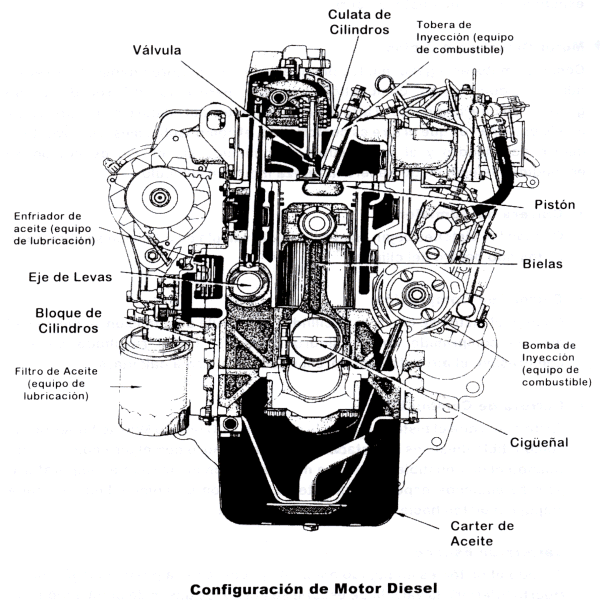 Culata de
Cilindros
Tobera de
Inyección (equipo
de combustible)
Válvula
Pistón
Enfriador de
aceite (equipo
de lubricación)
Bielas
Eje de Levas
Bloque de
Cilindros
Bomba de
Inyección
(equipo de
combustible)
Filtro de Aceite
(equipo de
lubricación)
Cigüeñal
Carter de
Aceite
Configuración de Motor Diesel